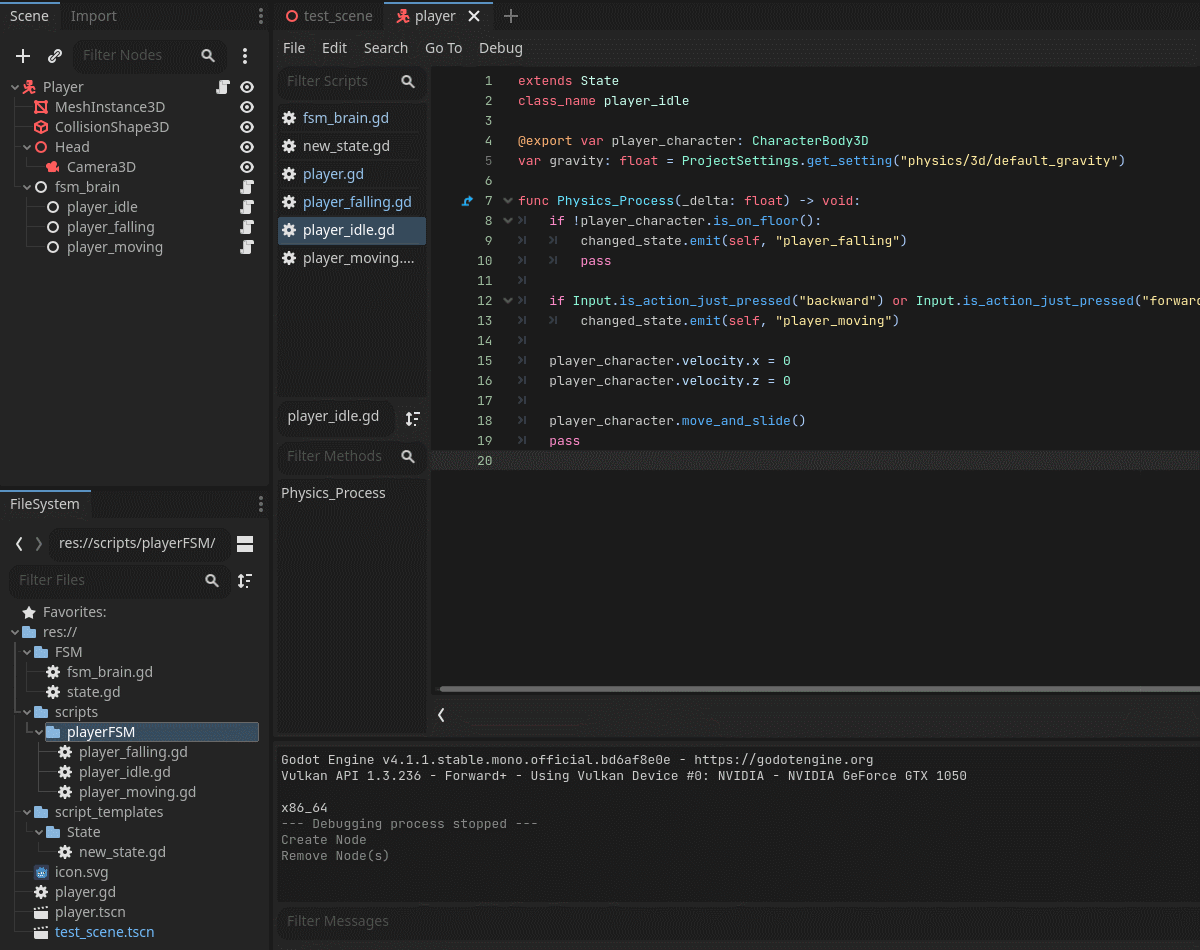 Scene Import
Filter Nodes
Player
MeshInstance3D
CollisionShape3D
Head
Camera3D
fsm_brain
player_idle
player_falling
player_moving
FileSystem
res://scripts/playerFSM/
Filter Files
Favorites:
res://
FSM
fsm_brain.gd
state.gd
scripts
playerFSM
player_falling.gd
player_idle.gd
player_moving.gd
script_templates
State
new_state.gd
icon.svg
player.gd
player.tscn
test_scene.tscn
test_scene player
File Edit Search Go To Debug
Filter Scripts
fsm_brain.gd
new_state.gd
player.gd
player_falling.gd
player_idle.gd
player_moving....
player_idle.gd
Filter Methods
Physics_Process
1 extends State
2 class_name player_idle
3
4 @export var player_character: CharacterBody3D
5 var gravity: float = ProjectSettings.get_setting("physics/3d/default_gravity")
6
7 func Physics_Process(_delta: float) -> void:
8 if !player_character.is_on_floor():
9 changed_state.emit(self, "player_falling")
10 pass
11
12 if Input.is_action_just_pressed("backward") or Input.is_action_just_pressed("forward
13 changed_state.emit(self, "player_moving")
14
15 player_character.velocity.x = 0
16 player_character.velocity.z = 0
17
18 player_character.move_and_slide()
19 pass
20
Godot Engine v4.1.1.stable.mono.official.bd6af8e0e - https://godotengine.org
Vulkan API 1.3.236 - Forward+ - Using Vulkan Device #0: NVIDIA - NVIDIA GeForce GTX 1050
x86_64
--- Debugging process stopped ---
Create Node
Remove Node(s)
Filter Messages